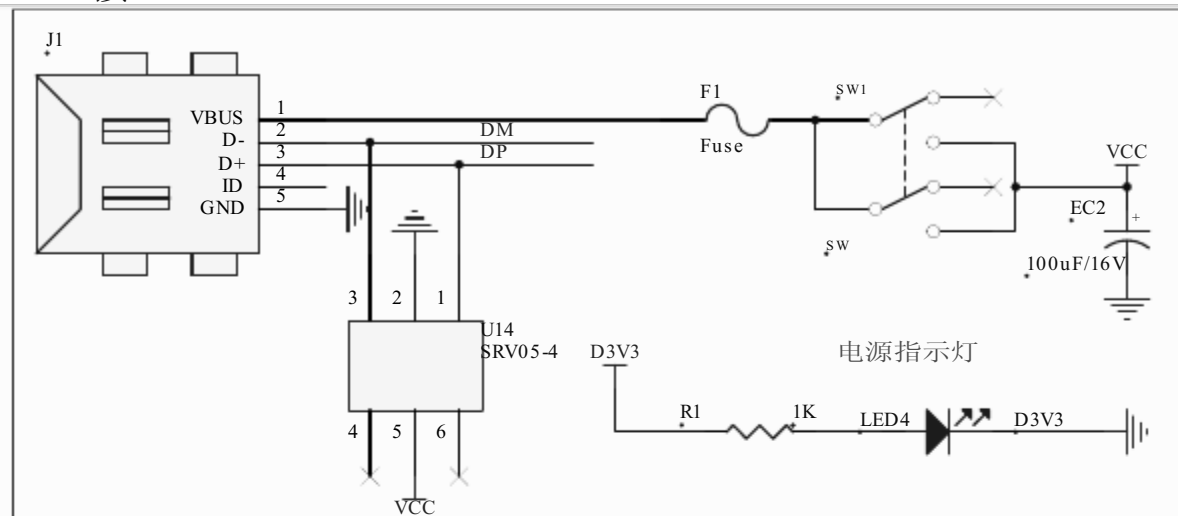 J1
VBUS 1
D- 2
D+ 3
ID 4
GND 5
DM
DP
F1
Fuse
SW1
SW
VCC
EC2
+
100uF/16V
3 2 1
U14
SRV05-4
4 5 6
VCC
D3V3
电源指示灯
R1 1K LED4 D3V3